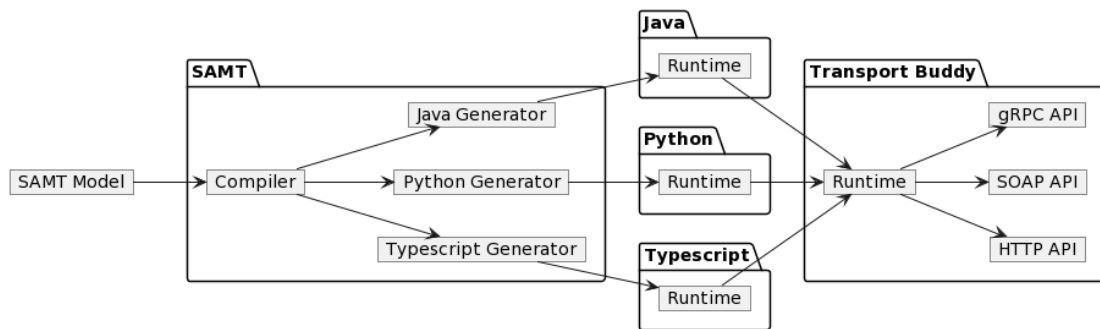 SAMT
SAMT Model
Compiler
Java Generator
Python Generator
Typescript Generator
Java
Runtime
Python
Runtime
Typescript
Runtime
Transport Buddy
Runtime
gRPC API
SOAP API
HTTP API